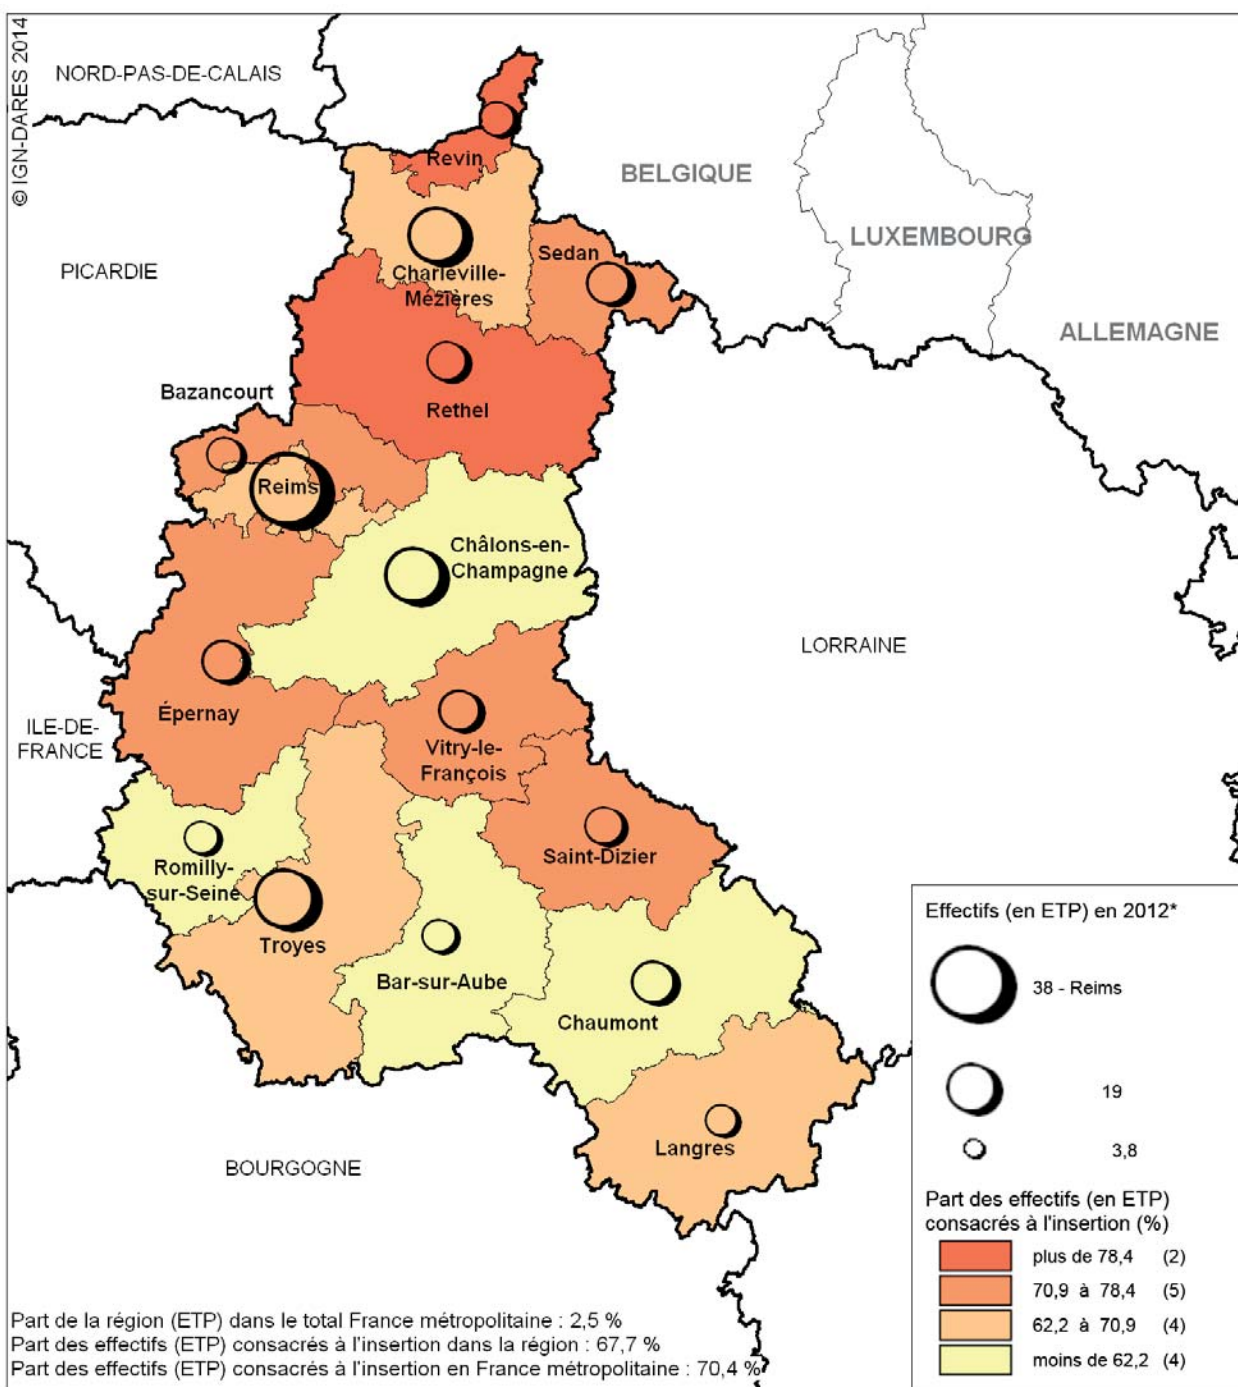 © IGN-DARES 2014
NORD-PAS-DE-CALAIS
Revin
BELGIQUE
LUXEMBOURG
PICARDIE
Sedan
Charleville-
Mézières
ALLEMAGNE
Bazancourt
Rethel
Reims
Châlons-en-
Champagne
LORRAINE
Épernay
ILE-DE-
FRANCE
Vitry-le-
François
Saint-Dizier
Romilly-
sur-Seine
Troyes
Bar-sur-Aube
Chaumont
Langres
BOURGOGNE
Effectifs (en ETP) en 2012*
38 - Reims
19
3,8
Part des effectifs (en ETP)
consacrés à l'insertion (%)
plus de 78,4 (2)
70,9 à 78,4 (5)
62,2 à 70,9 (4)
moins de 62,2 (4)
Part de la région (ETP) dans le total France métropolitaine : 2,5 %
Part des effectifs (ETP) consacrés à l'insertion dans la région : 67,7 %
Part des effectifs (ETP) consacrés à l'insertion en France métropolitaine : 70,4 %